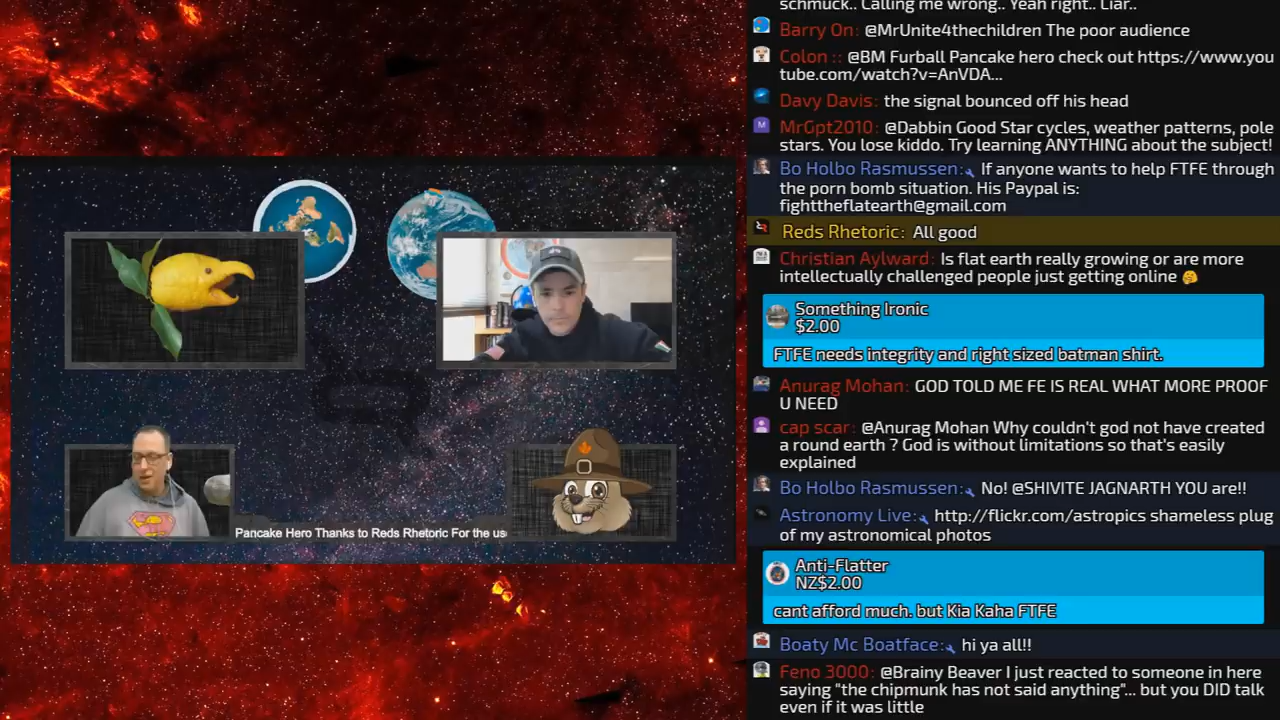 schmuck.. Calling me wrong.. Yeah right.. Liar..
Barry On: @MrUnite4thechildren The poor audience
Colon :: @BM Furball Pancake hero check out https://www.you
tube.com/watch?v=AnVDA...
Davy Davis: the signal bounced off his head
M MrGpt2010: @Dabbin Good Star cycles, weather patterns, pole
stars. You lose kiddo. Try learning ANYTHING about the subject!
Bo Holbo Rasmussen: If anyone wants to help FTFE through
the porn bomb situation. His Paypal is:
fighttheflatearth@gmail.com
Reds Rhetoric: All good
Christian Aylward: Is flat earth really growing or are more
intellectually challenged people just getting online 🤗
Something Ironic
$2.00
FTFE needs integrity and right sized batman shirt.
Anurag Mohan: GOD TOLD ME FE IS REAL WHAT MORE PROOF
U NEED
cap scar: @Anurag Mohan Why couldn't god not have created
a round earth ? God is without limitations so that's easily
explained
Bo Holbo Rasmussen: No! @SHIVITE JAGNARTH YOU are!!
Astronomy Live: http://flickr.com/astropics shameless plug
of my astronomical photos
Anti-Flatter
NZ$2.00
cant afford much. but Kia Kaha FTFE
Boaty Mc Boatface: hi ya all!!
Feno 3000: @Brainy Beaver I just reacted to someone in here
saying "the chipmunk has not said anything"... but you DID talk
even if it was little
Pancake Hero Thanks to Reds Rhetoric For the us